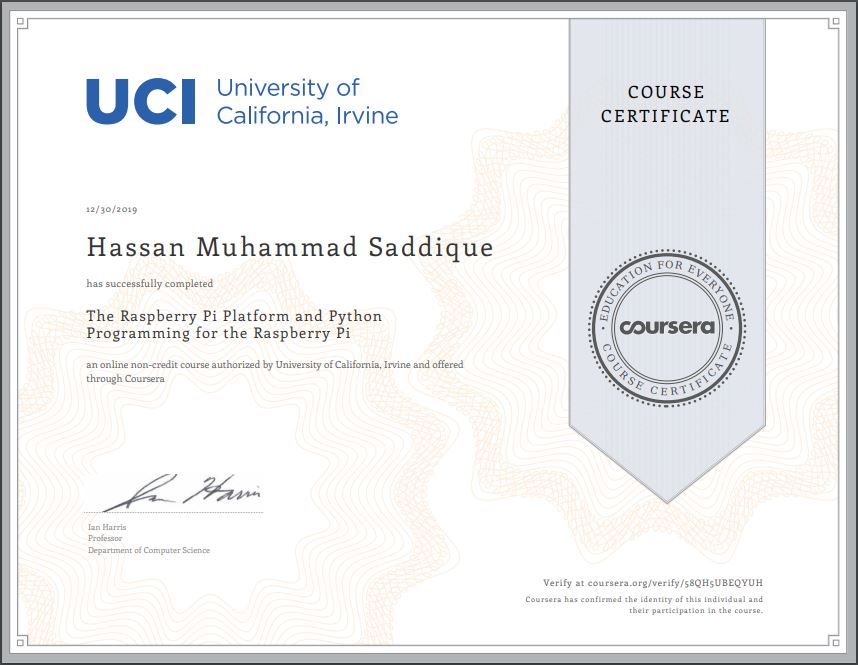 UCI
University of
California, Irvine
COURSE
CERTIFICATE
12/30/2019
Hassan Muhammad Saddique
has successfully completed
The Raspberry Pi Platform and Python
Programming for the Raspberry Pi
an online non-credit course authorized by University of California, Irvine and offered
through Coursera
EDUCATION FOR EVERYONE
coursera
COURSE CERTIFICATE
Ian Harris
Ian Harris
Professor
Department of Computer Science
Verify at coursera.org/verify/58QH5UBEQYUH
Coursera has confirmed the identity of this individual and
their participation in the course.